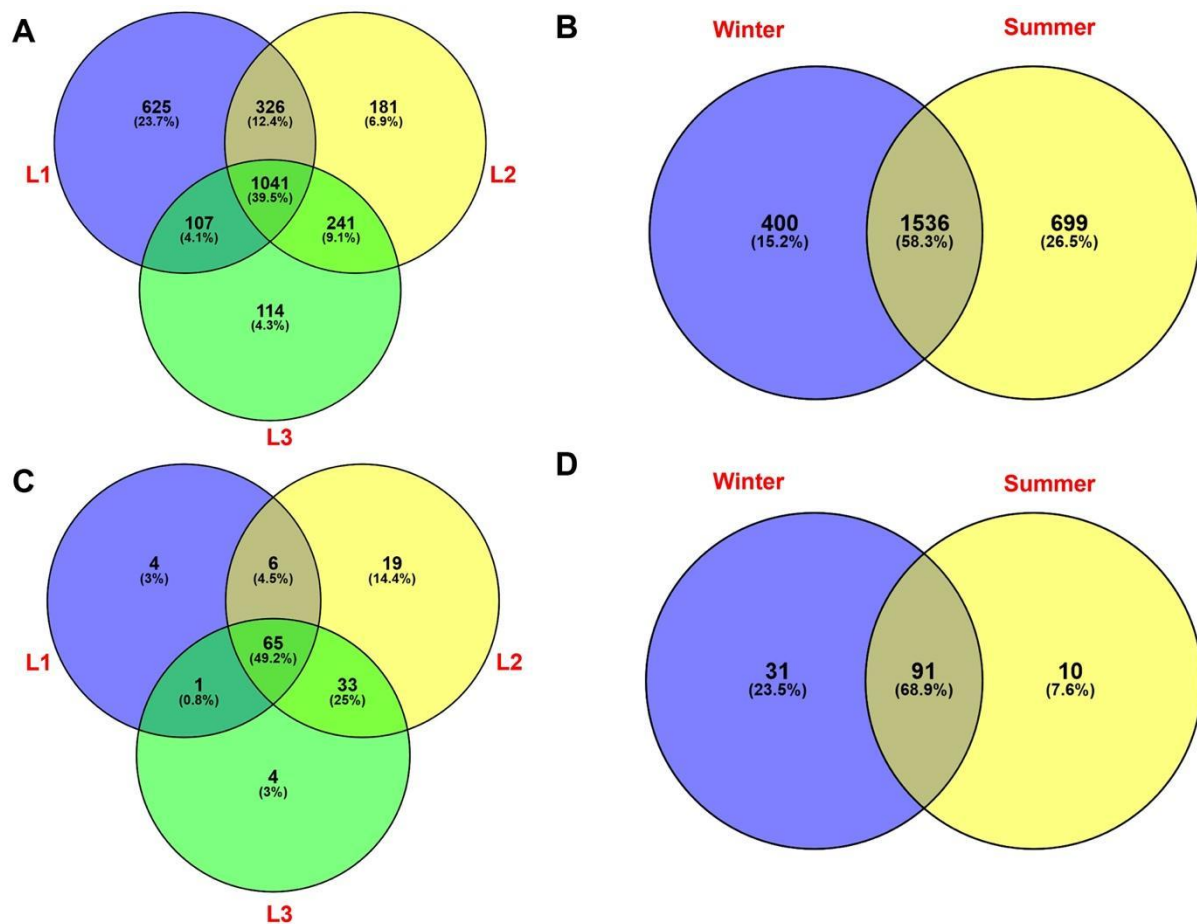 A
625
(23.7%)
326
(12.4%)
181
(6.9%)
L1
L2
1041
(39.5%)
107
(4.1%)
241
(9.1%)
114
(4.3%)
L3
B
Winter
Summer
400
(15.2%)
1536
(58.3%)
699
(26.5%)
C
4
(3%)
6
(4.5%)
19
(14.4%)
L1
L2
65
(49.2%)
1
(0.8%)
33
(25%)
4
(3%)
L3
D
Winter
Summer
31
(23.5%)
91
(68.9%)
10
(7.6%)